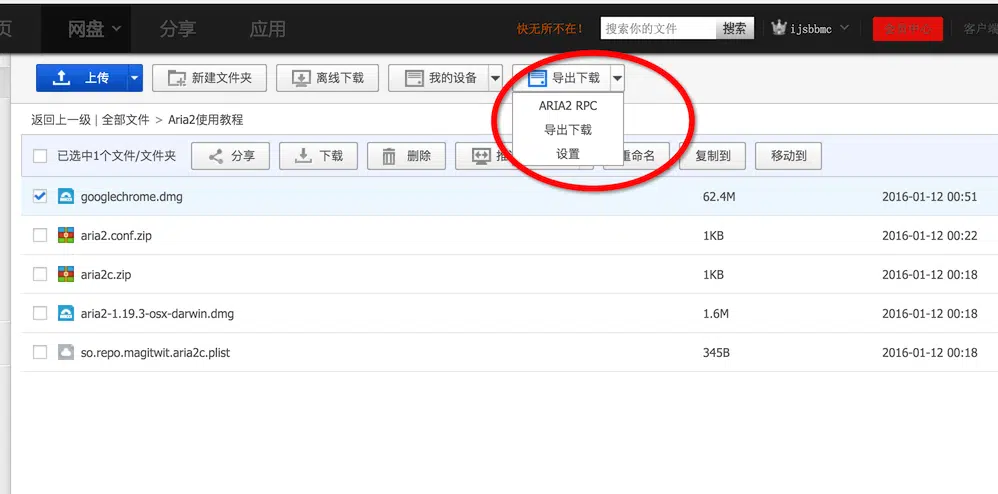 页 网盘 分享 应用 快无所不在! 搜索你的文件 搜索 ijsbbmc 会员中心 客户端
上传 新建文件夹 离线下载 我的设备 导出下载
ARIA2 RPC
导出下载
设置
返回上一级 | 全部文件 > Aria2使用教程
已选中1个文件/文件夹 分享 下载 删除 推 重命名 复制到 移动到
googlechrome.dmg 62.4M 2016-01-12 00:51
aria2.conf.zip 1KB 2016-01-12 00:22
aria2c.zip 1KB 2016-01-12 00:18
aria2-1.19.3-osx-darwin.dmg 1.6M 2016-01-12 00:18
so.repo.magitwit.aria2c.plist 345B 2016-01-12 00:18